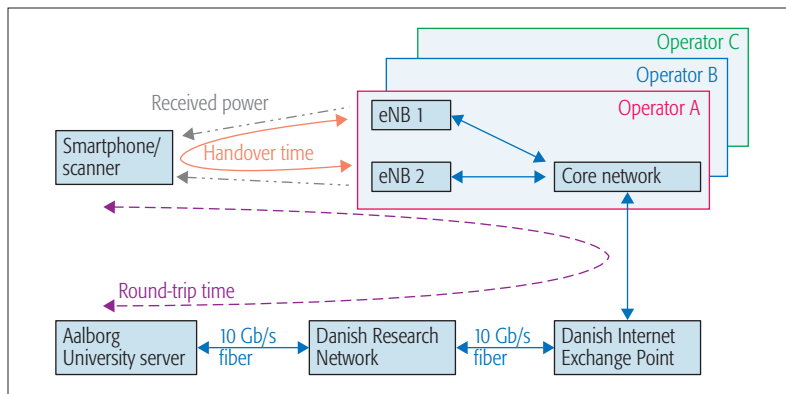 Operator C
Operator B
Operator A
Received power
eNB 1
Smartphone/
scanner
Handover time
eNB 2
Core network
Round-trip time
Aalborg
University server
10 Gb/s
fiber
Danish Research
Network
10 Gb/s
fiber
Danish Internet
Exchange Point